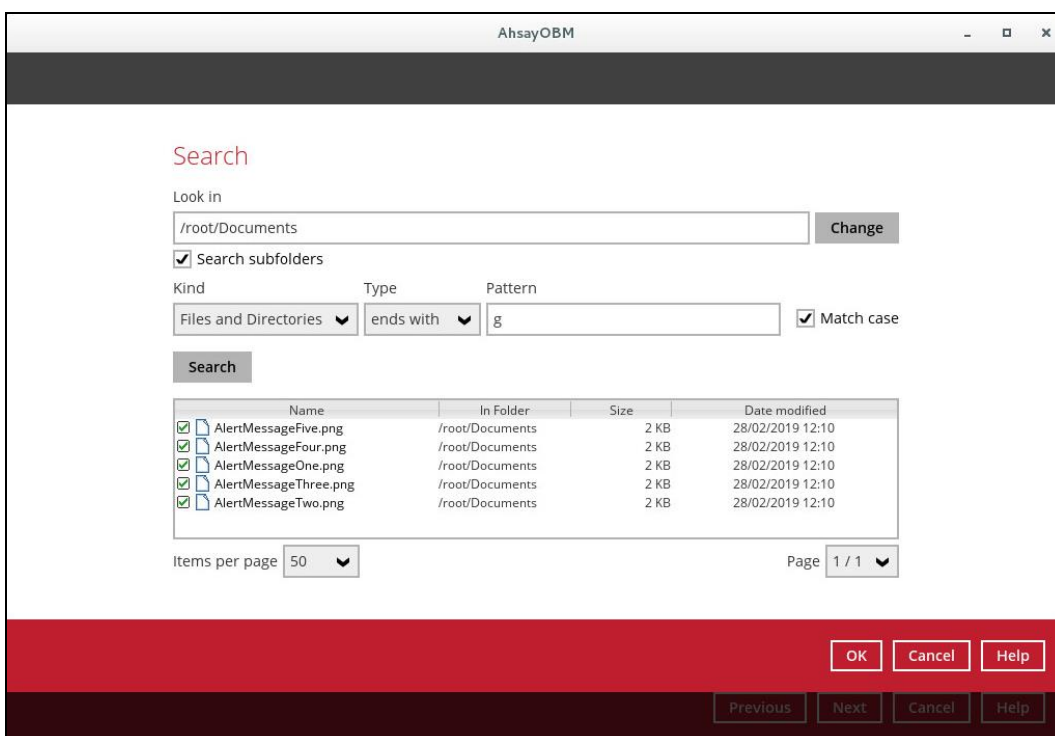 AhsayOBM
Search
Look in
/root/Documents
Change
Search subfolders
Kind Type Pattern
Files and Directories ends with g Match case
Search
Name In Folder Size Date modified
AlertMessageFive.png /root/Documents 2 KB 28/02/2019 12:10
AlertMessageFour.png /root/Documents 2 KB 28/02/2019 12:10
AlertMessageOne.png /root/Documents 2 KB 28/02/2019 12:10
AlertMessageThree.png /root/Documents 2 KB 28/02/2019 12:10
AlertMessageTwo.png /root/Documents 2 KB 28/02/2019 12:10
Items per page 50 Page 1 / 1
OK Cancel Help
Previous Next Cancel Help